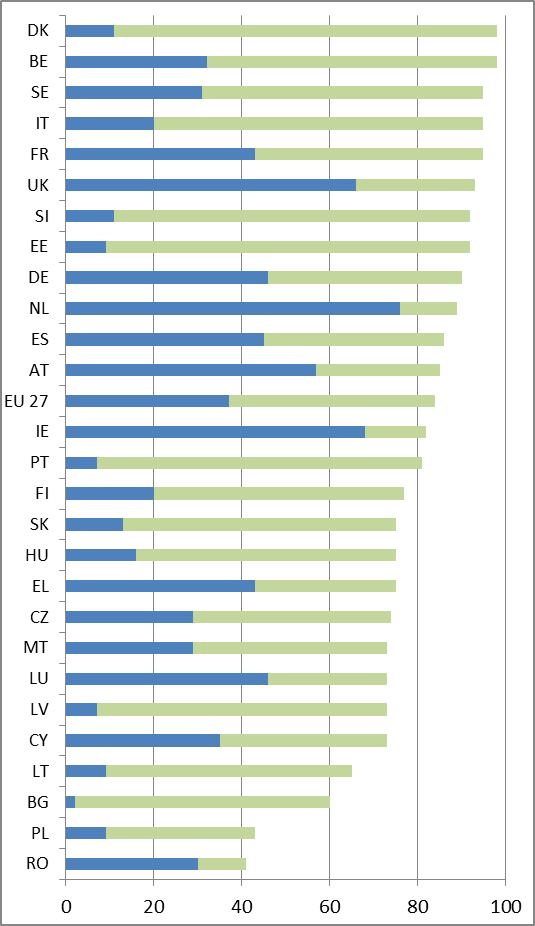 DK
BE
SE
IT
FR
UK
SI
EE
DE
NL
ES
AT
EU 27
IE
PT
FI
SK
HU
EL
CZ
MT
LU
LV
CY
LT
BG
PL
RO
0 20 40 60 80 100